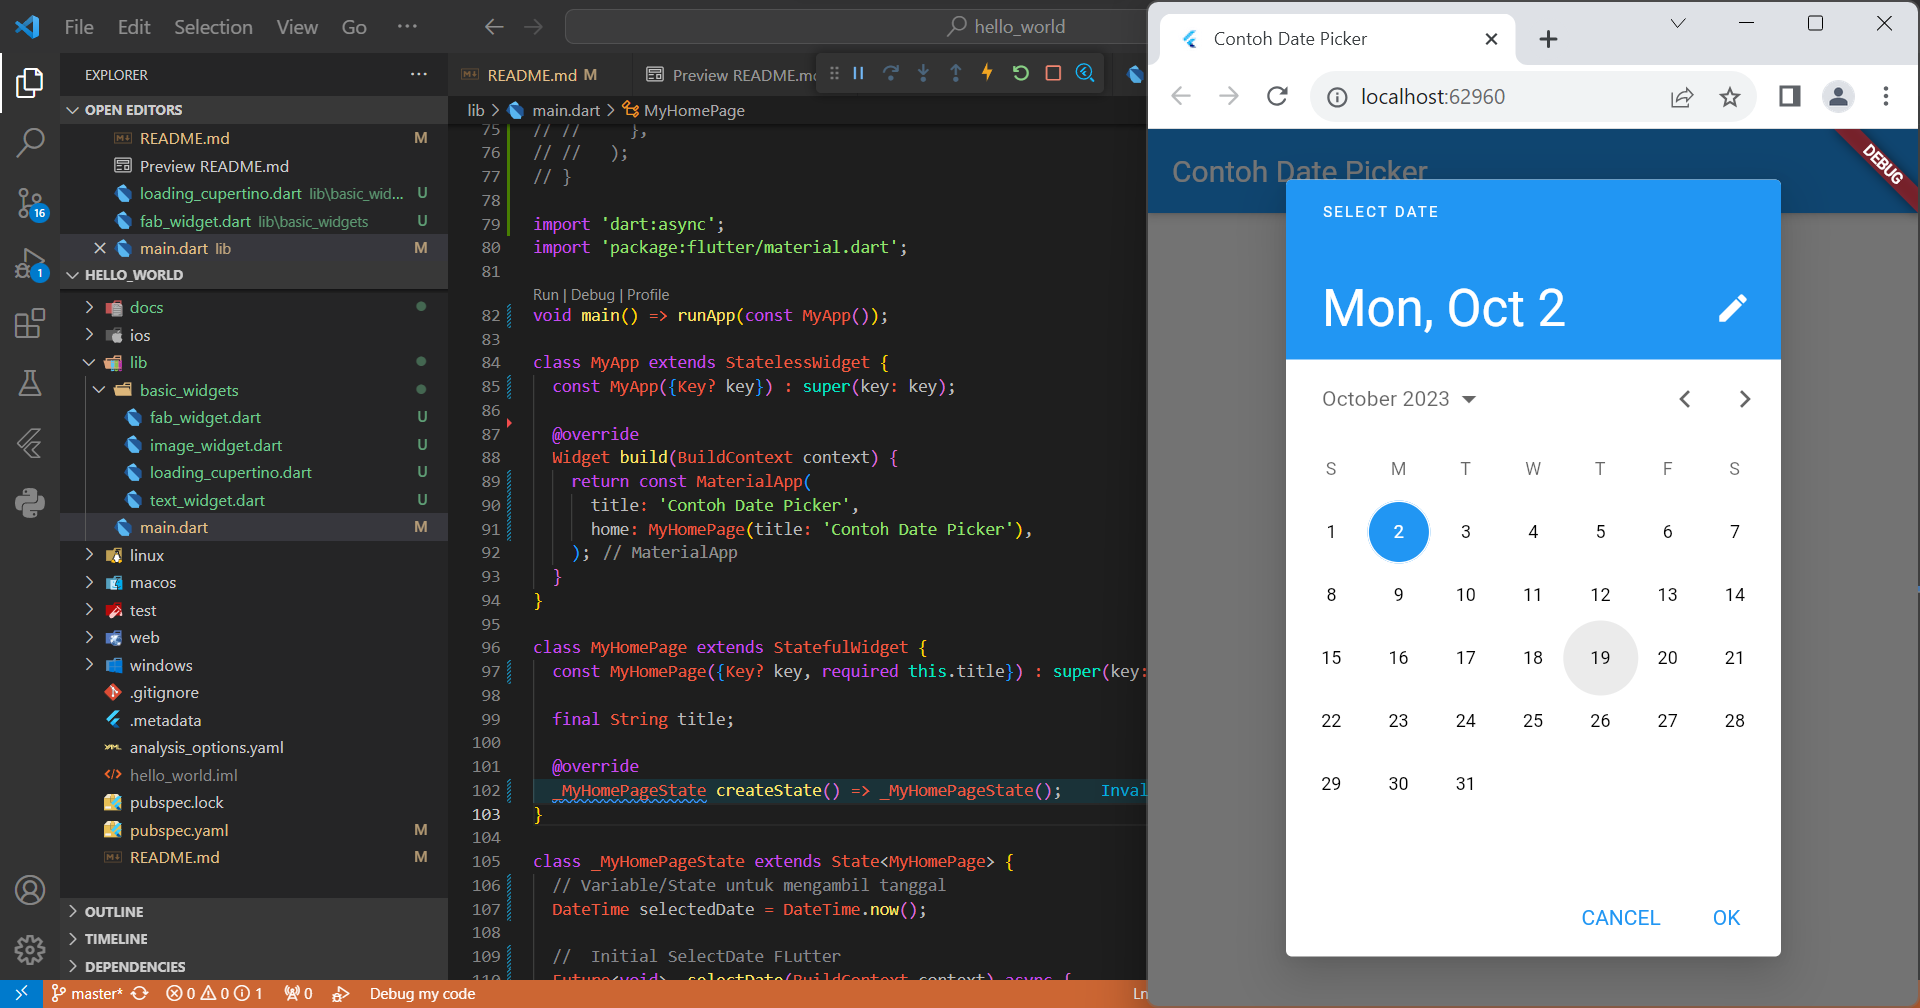 File Edit Selection View Go ···
hello_world
EXPLORER ···
OPEN EDITORS
README.md M
Preview README.md
loading_cupertino.dart lib\basic_wid... U
fab_widget.dart lib\basic_widgets U
main.dart lib M
HELLO_WORLD
docs
ios
lib
basic_widgets
fab_widget.dart U
image_widget.dart U
loading_cupertino.dart U
text_widget.dart U
main.dart M
linux
macos
test
web
windows
.gitignore
.metadata
analysis_options.yaml
hello_world.iml
pubspec.lock
pubspec.yaml M
README.md M
OUTLINE
TIMELINE
DEPENDENCIES
16
1
README.md M
Preview README.m
lib > main.dart > MyHomePage
75 // //     },
76 // //   );
77 // }
78
79 import 'dart:async';
80 import 'package:flutter/material.dart';
81
Run | Debug | Profile
82 void main() => runApp(const MyApp());
83
84 class MyApp extends StatelessWidget {
85   const MyApp({Key? key}) : super(key: key);
86
87   @override
88   Widget build(BuildContext context) {
89     return const MaterialApp(
90       title: 'Contoh Date Picker',
91       home: MyHomePage(title: 'Contoh Date Picker'),
92     ); // MaterialApp
93   }
94 }
95
96 class MyHomePage extends StatefulWidget {
97   const MyHomePage({Key? key, required this.title}) : super(key:
98
99   final String title;
100
101   @override
102   _MyHomePageState createState() => _MyHomePageState();    Inval
103 }
104
105 class _MyHomePageState extends State<MyHomePage> {
106   // Variable/State untuk mengambil tanggal
107   DateTime selectedDate = DateTime.now();
108
109   //  Initial SelectDate FLutter
110   Future<void> _selectDate(BuildContext context) async {
master* 0 0 1 0 Debug my code Ln
Contoh Date Picker
localhost:62960
Contoh Date Picker
DEBUG
SELECT DATE
Mon, Oct 2
October 2023
S M T W T F S
1 2 3 4 5 6 7
8 9 10 11 12 13 14
15 16 17 18 19 20 21
22 23 24 25 26 27 28
29 30 31
CANCEL OK